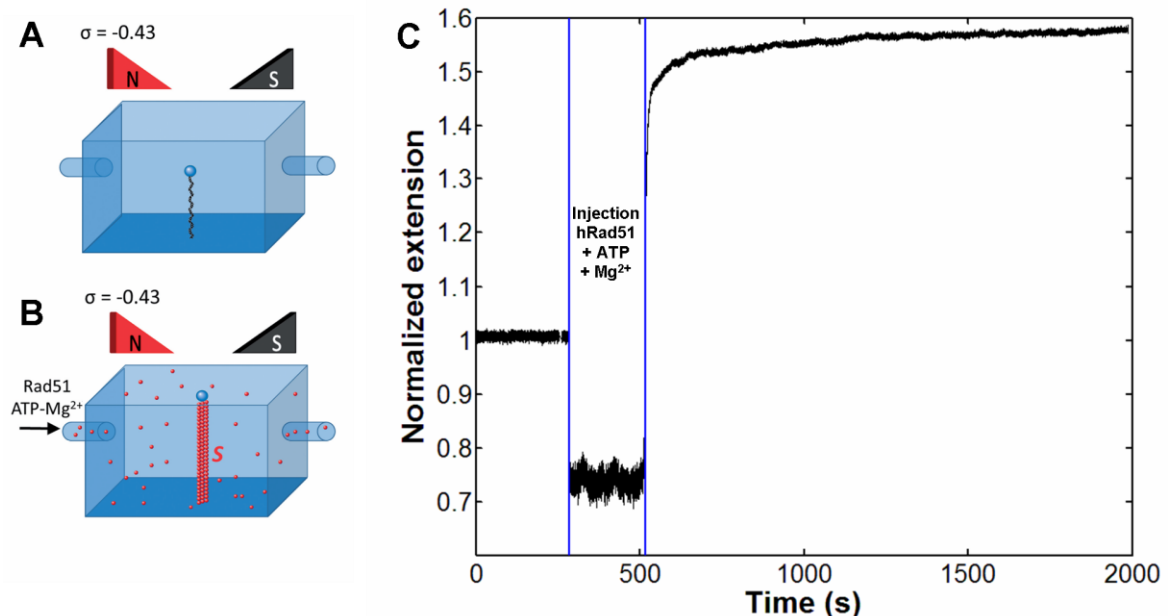 A
σ = -0.43
N
S
B
σ = -0.43
N
S
Rad51
ATP-Mg²⁺
S
C
Normalized extension
1.6
1.5
1.4
1.3
1.2
1.1
1
0.9
0.8
0.7
Injection
hRad51
+ ATP
+ Mg²⁺
0
500
1000
1500
2000
Time (s)